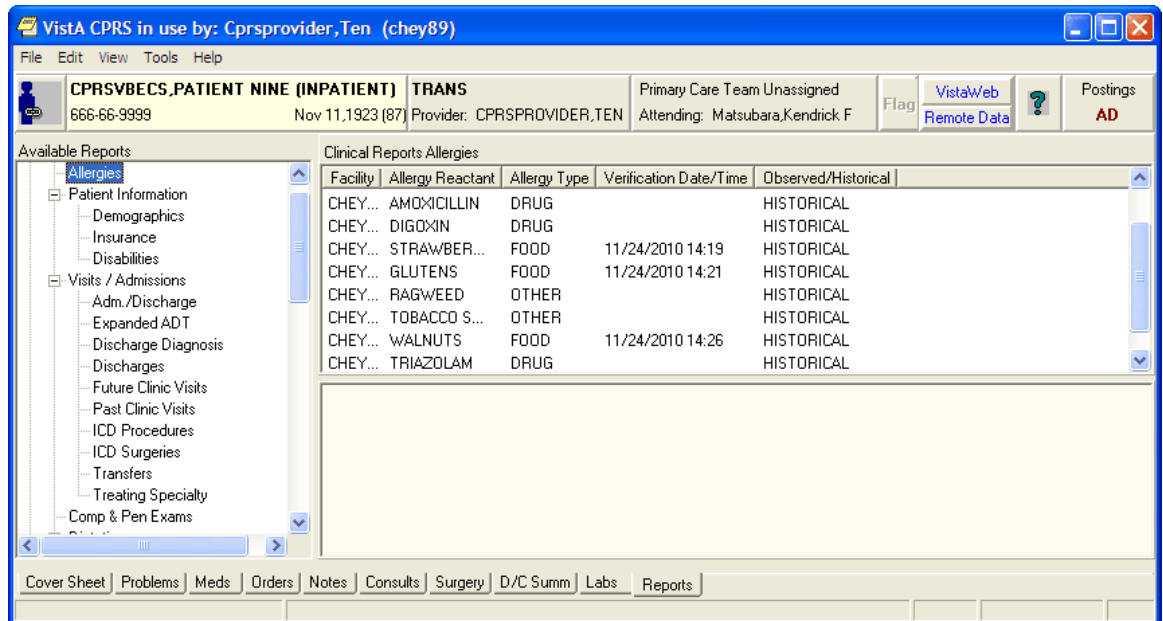 VistA CPRS in use by: Cprsprovider,Ten (chey89)
File Edit View Tools Help
CPRSVBECS,PATIENT NINE (INPATIENT) TRANS Primary Care Team Unassigned Flag VistaWeb ? Postings
666-66-9999 Nov 11,1923 (87) Provider: CPRSPROVIDER,TEN Attending: Matsubara,Kendrick F Remote Data AD
Available Reports
Allergies
Patient Information
Demographics
Insurance
Disabilities
Visits / Admissions
Adm./Discharge
Expanded ADT
Discharge Diagnosis
Discharges
Future Clinic Visits
Past Clinic Visits
ICD Procedures
ICD Surgeries
Transfers
Treating Specialty
Comp & Pen Exams
Clinical Reports Allergies
Facility Allergy Reactant Allergy Type Verification Date/Time Observed/Historical
CHEY... AMOXICILLIN DRUG HISTORICAL
CHEY... DIGOXIN DRUG HISTORICAL
CHEY... STRAWBER... FOOD 11/24/2010 14:19 HISTORICAL
CHEY... GLUTENS FOOD 11/24/2010 14:21 HISTORICAL
CHEY... RAGWEED OTHER HISTORICAL
CHEY... TOBACCO S... OTHER HISTORICAL
CHEY... WALNUTS FOOD 11/24/2010 14:26 HISTORICAL
CHEY... TRIAZOLAM DRUG HISTORICAL
Cover Sheet Problems Meds Orders Notes Consults Surgery D/C Summ Labs Reports